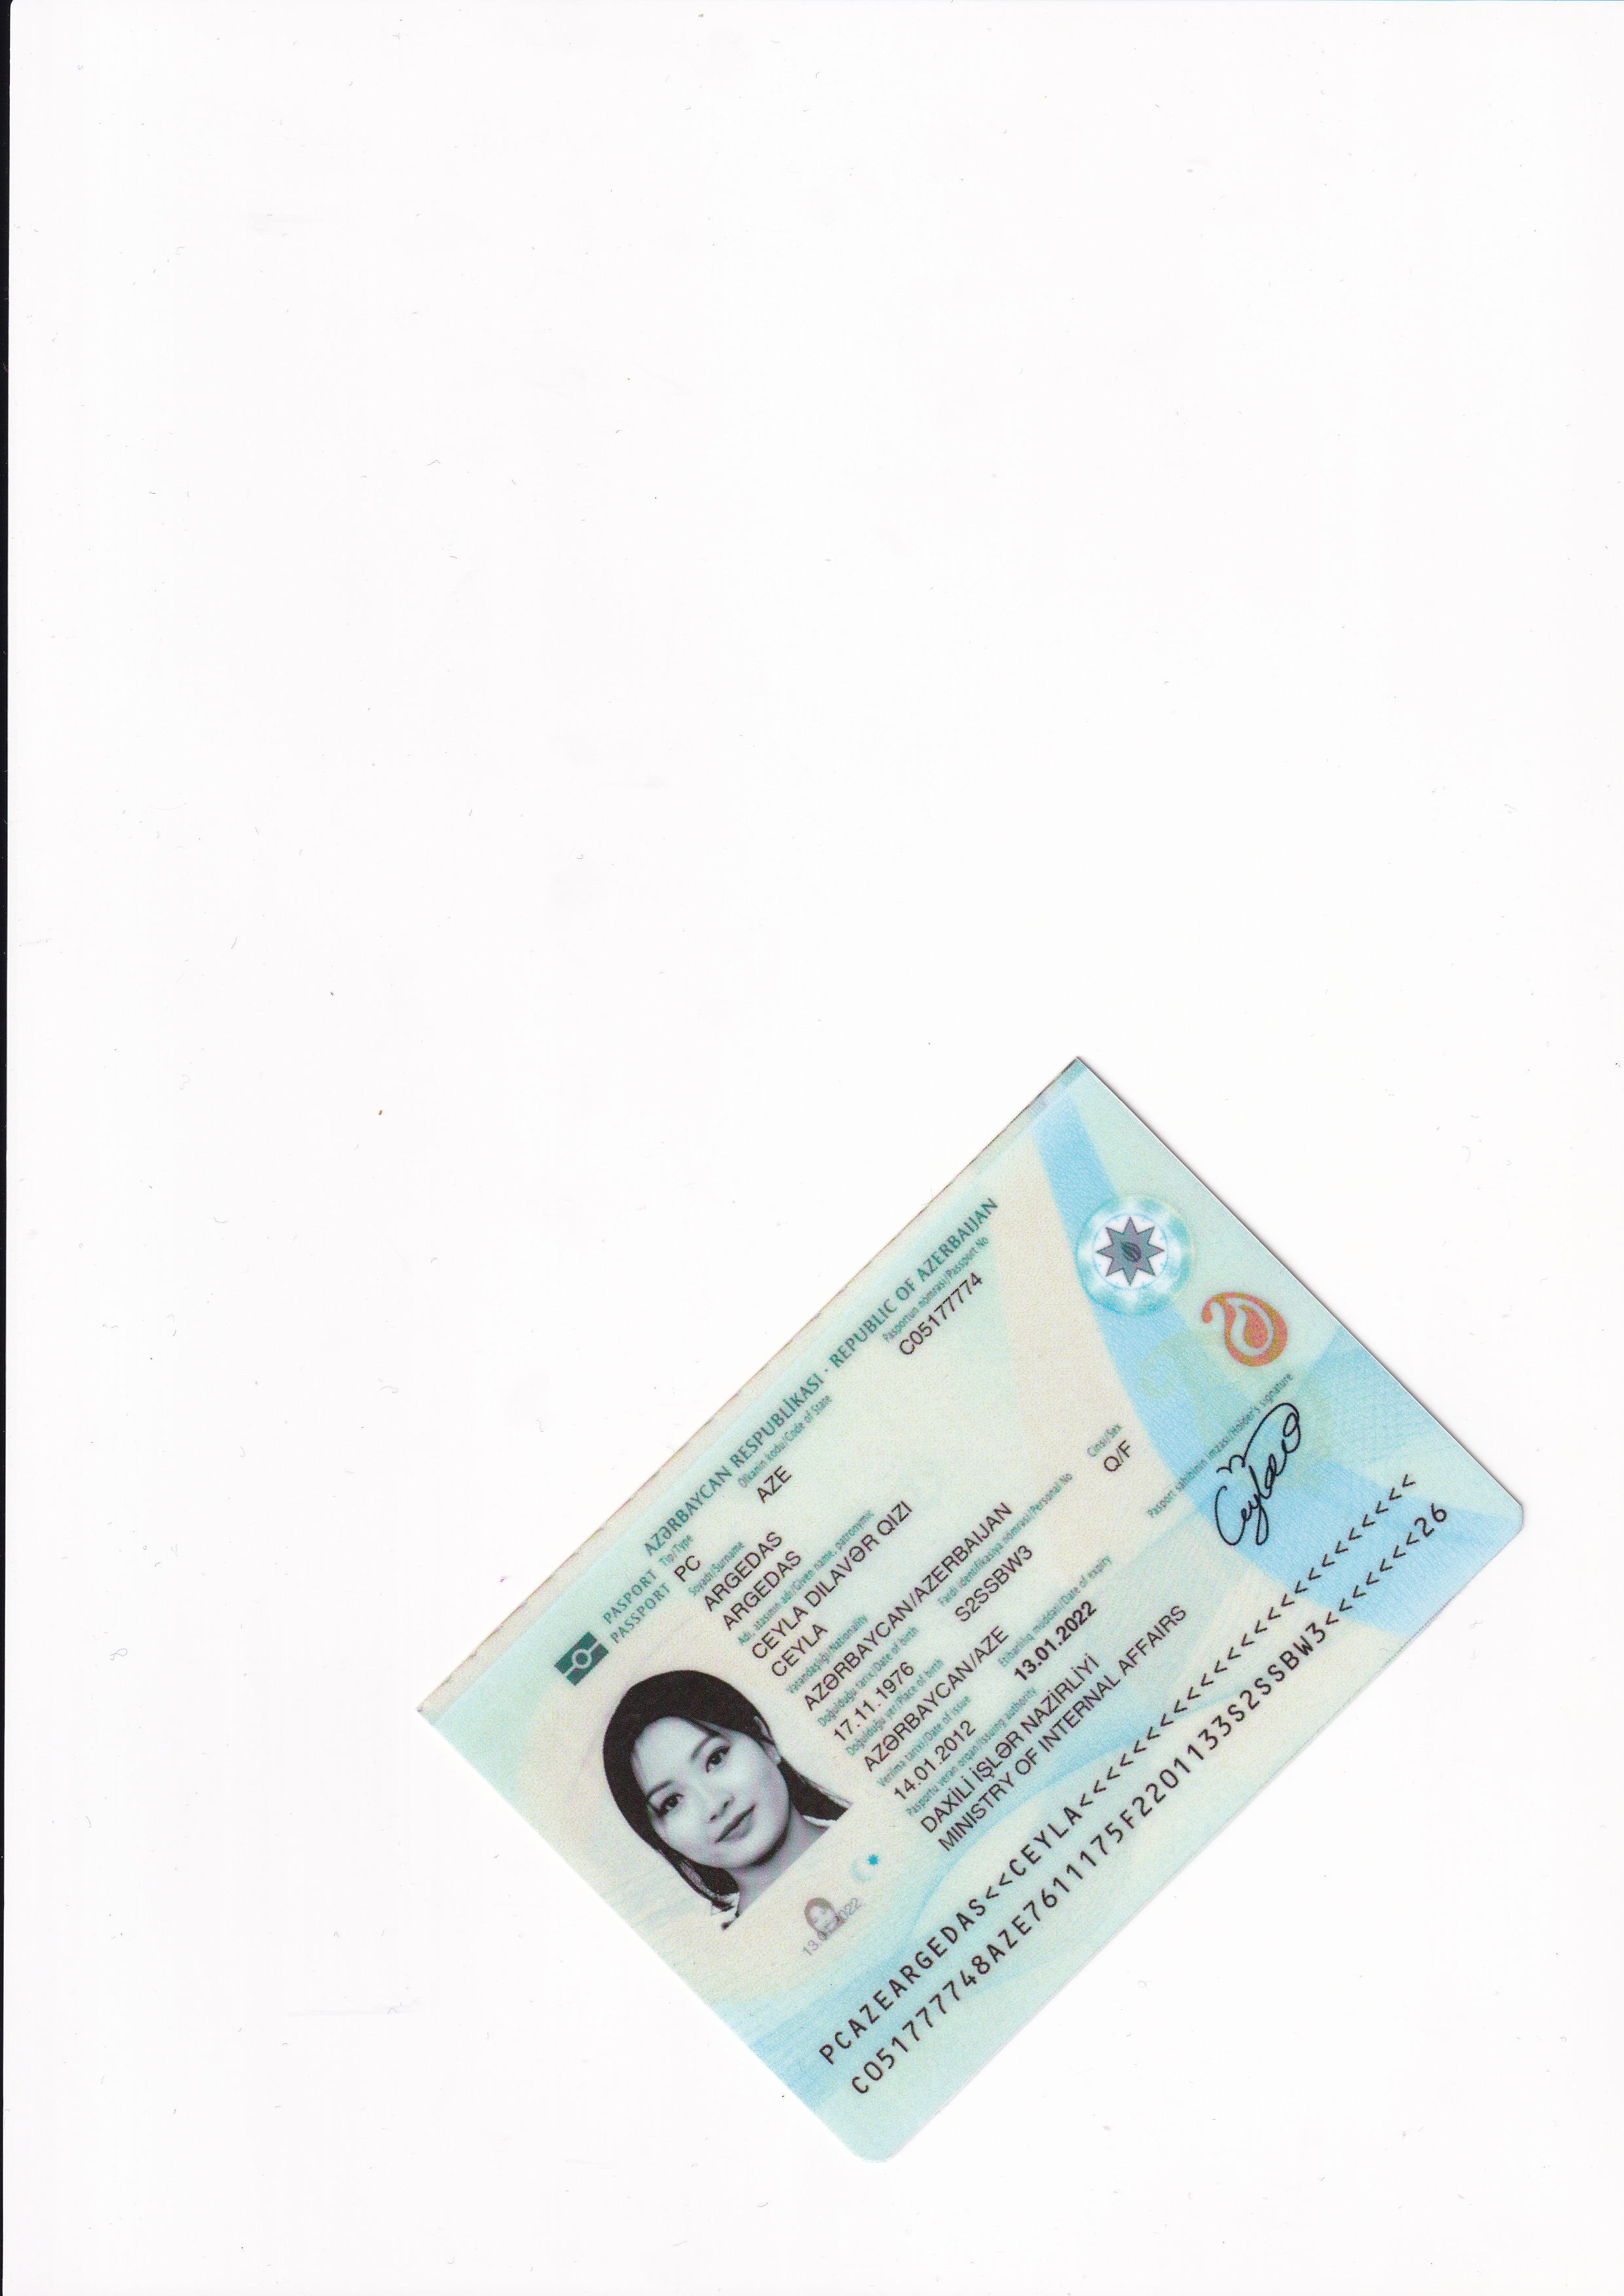 AZƏRBAYCAN RESPUBLİKASI · REPUBLIC OF AZERBAIJAN
PASPORT
PASSPORT
Tip/Type
PC
Ölkənin kodu/Code of State
AZE
Pasportun nömrəsi/Passport No
C05177774
Soyadı/Surname
ARGEDAS
ARGEDAS
Adı, atasının adı/Given name, patronymic
CEYLA DILAVƏR QIZI
CEYLA
Vətəndaşlığı/Nationality
AZƏRBAYCAN/AZERBAIJAN
Doğulduğu tarix/Date of birth
17.11.1976
Fərdi identifikasiya nömrəsi/Personal No
S2SSBW3
Cinsi/Sex
Q/F
Doğulduğu yer/Place of birth
AZƏRBAYCAN/AZE
Verilmə tarixi/Date of issue
14.01.2012
Etibarlılıq müddəti/Date of expiry
13.01.2022
Pasportu verən orqan/Issuing authority
DAXİLİ İŞLƏR NAZİRLİYİ
MINISTRY OF INTERNAL AFFAIRS
Pasport sahibinin imzası/Holder's signature
Ceyla
PCAZEARGEDAS<<CEYLA<<<<<<<<<<<<<<<<<<<<<<<<<
C051777748AZE7611175F2201133S2SSBW3<<<<<<<26